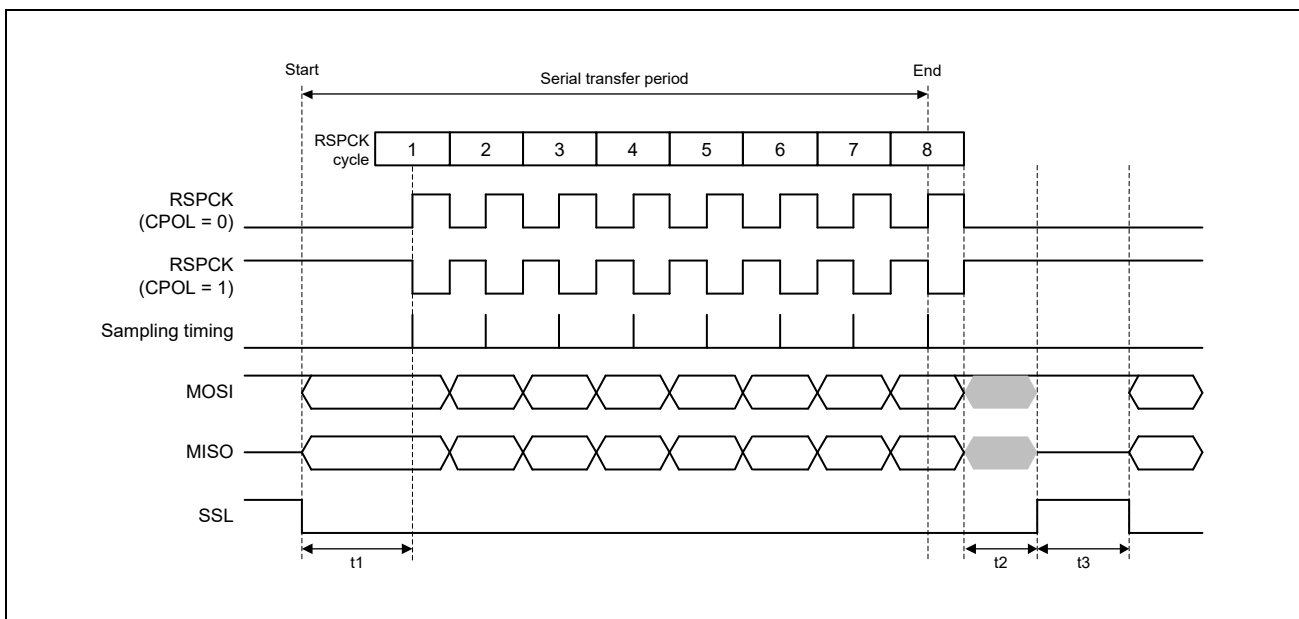 Start
Serial transfer period
End
RSPCK
cycle
1 2 3 4 5 6 7 8
RSPCK
(CPOL = 0)
RSPCK
(CPOL = 1)
Sampling timing
MOSI
MISO
SSL
t1
t2
t3